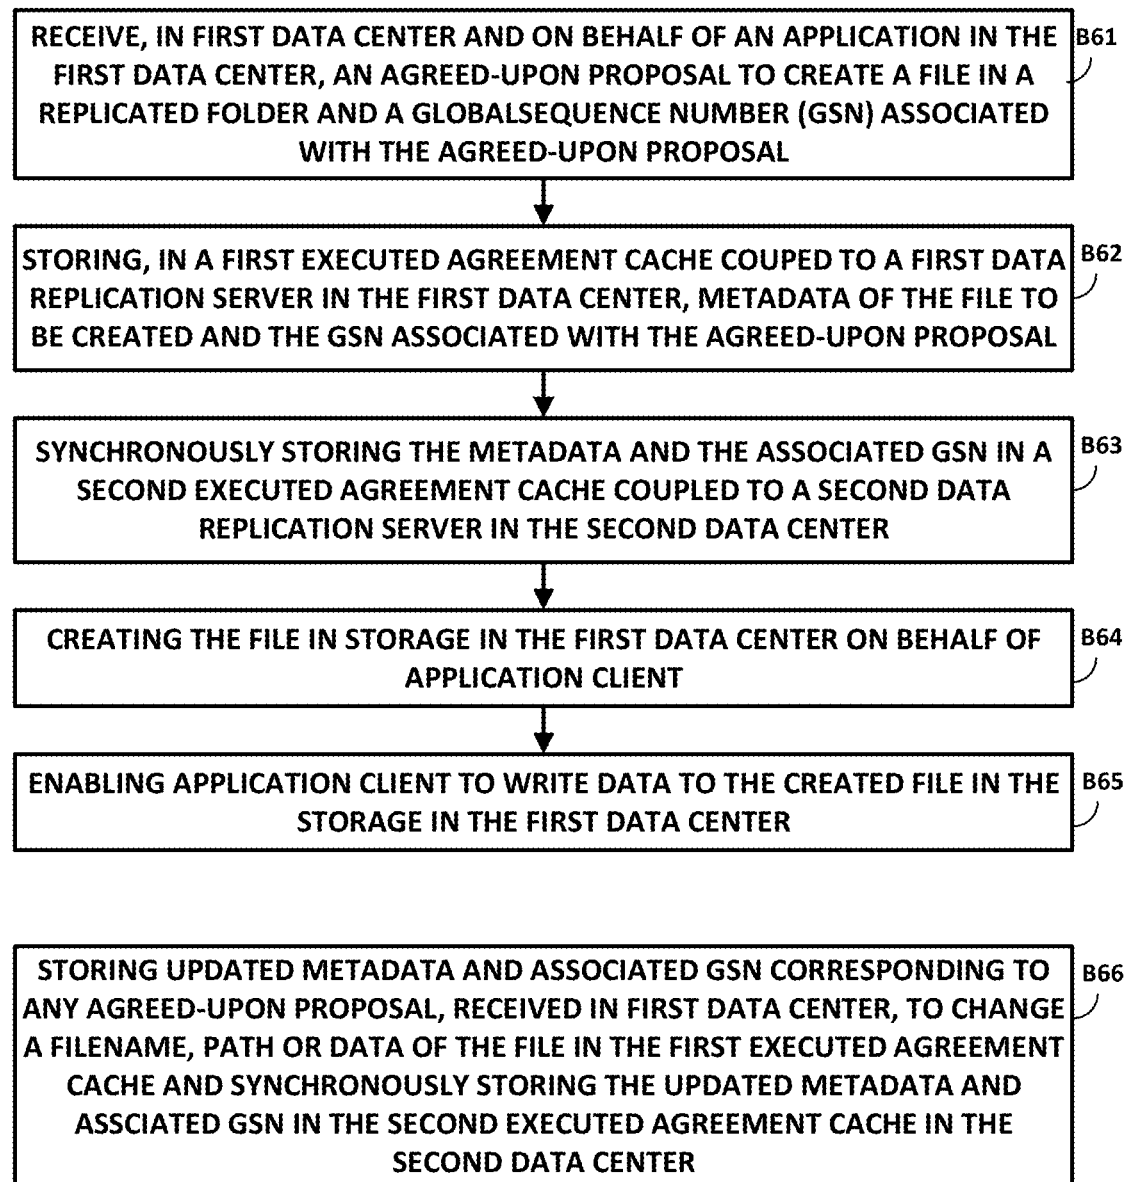 RECEIVE, IN FIRST DATA CENTER AND ON BEHALF OF AN APPLICATION IN THE
FIRST DATA CENTER, AN AGREED-UPON PROPOSAL TO CREATE A FILE IN A
REPLICATED FOLDER AND A GLOBALSEQUENCE NUMBER (GSN) ASSOCIATED
WITH THE AGREED-UPON PROPOSAL
B61
STORING, IN A FIRST EXECUTED AGREEMENT CACHE COUPED TO A FIRST DATA
REPLICATION SERVER IN THE FIRST DATA CENTER, METADATA OF THE FILE TO
BE CREATED AND THE GSN ASSOCIATED WITH THE AGREED-UPON PROPOSAL
B62
SYNCHRONOUSLY STORING THE METADATA AND THE ASSOCIATED GSN IN A
SECOND EXECUTED AGREEMENT CACHE COUPLED TO A SECOND DATA
REPLICATION SERVER IN THE SECOND DATA CENTER
B63
CREATING THE FILE IN STORAGE IN THE FIRST DATA CENTER ON BEHALF OF
APPLICATION CLIENT
B64
ENABLING APPLICATION CLIENT TO WRITE DATA TO THE CREATED FILE IN THE
STORAGE IN THE FIRST DATA CENTER
B65
STORING UPDATED METADATA AND ASSOCIATED GSN CORRESPONDING TO
ANY AGREED-UPON PROPOSAL, RECEIVED IN FIRST DATA CENTER, TO CHANGE
A FILENAME, PATH OR DATA OF THE FILE IN THE FIRST EXECUTED AGREEMENT
CACHE AND SYNCHRONOUSLY STORING THE UPDATED METADATA AND
ASSCIATED GSN IN THE SECOND EXECUTED AGREEMENT CACHE IN THE
SECOND DATA CENTER
B66